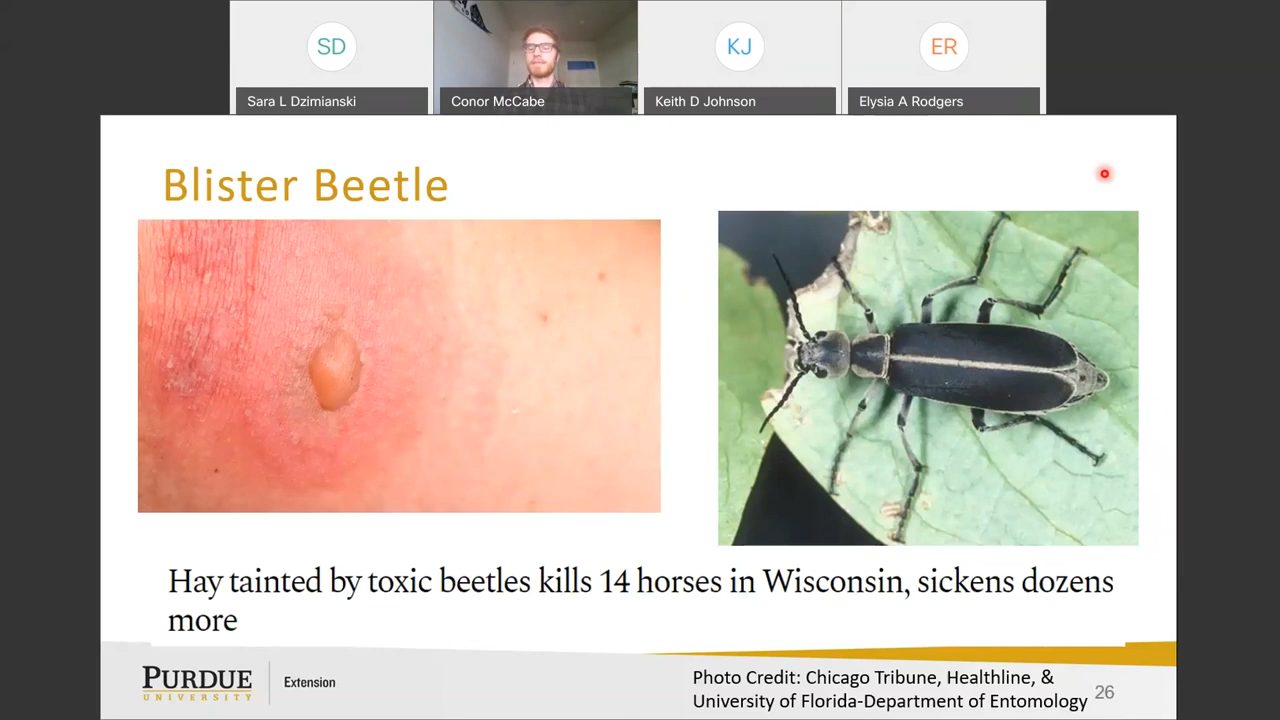 SD
KJ
ER
Sara L Dzimianski
Conor McCabe
Keith D Johnson
Elysia A Rodgers
Blister Beetle
Hay tainted by toxic beetles kills 14 horses in Wisconsin, sickens dozens
more
PURDUE
UNIVERSITY
Extension
Photo Credit: Chicago Tribune, Healthline, &
University of Florida-Department of Entomology
26